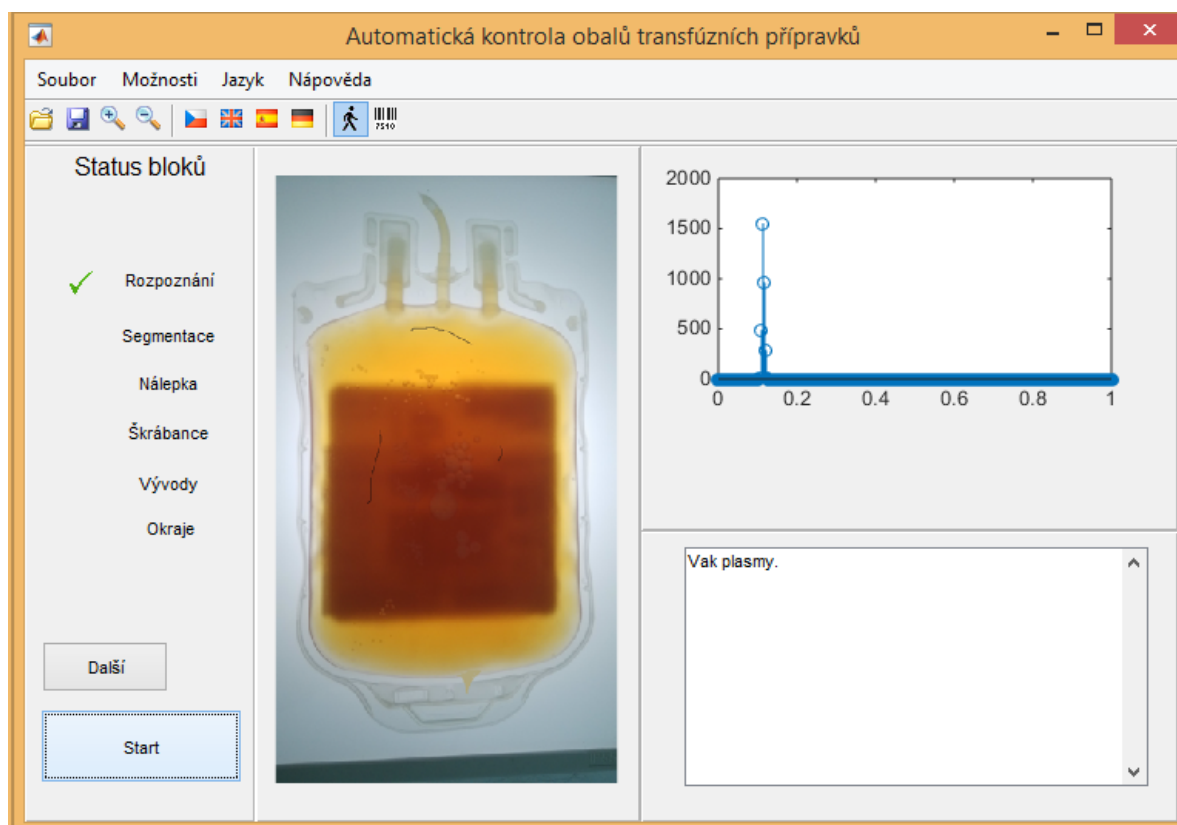 Automatická kontrola obalů transfúzních přípravků
Soubor Možnosti Jazyk Nápověda
7510
Status bloků
Rozpoznání
Segmentace
Nálepka
Škrábance
Vývody
Okraje
Další
Start
2000
1500
1000
500
0
0 0.2 0.4 0.6 0.8 1
Vak plasmy.